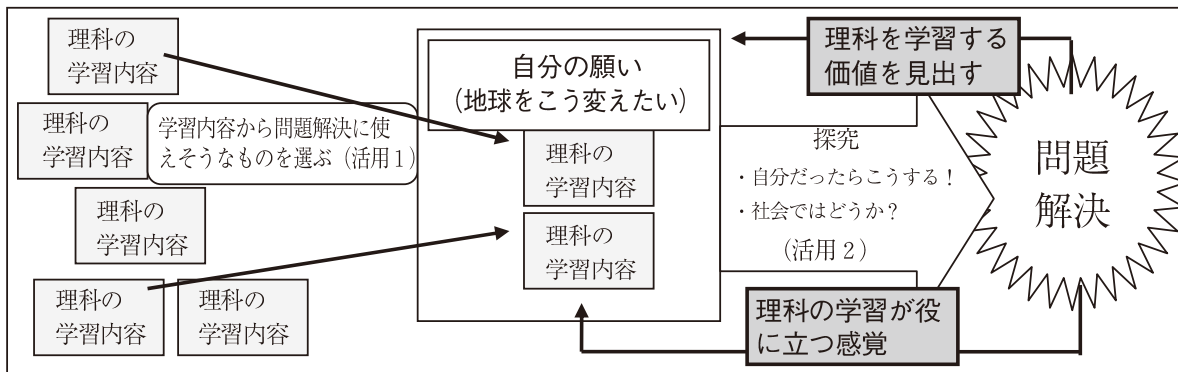 理科の
学習内容
理科の
学習内容
学習内容から問題解決に使
えそうなものを選ぶ（活用１）
理科の
学習内容
理科の
学習内容
理科の
学習内容
自分の願い
（地球をこう変えたい）
理科の
学習内容
理科の
学習内容
理科を学習する
価値を見出す
探究
・自分だったらこうする！
・社会ではどうか？
（活用２）
理科の学習が役
に立つ感覚
問題
解決